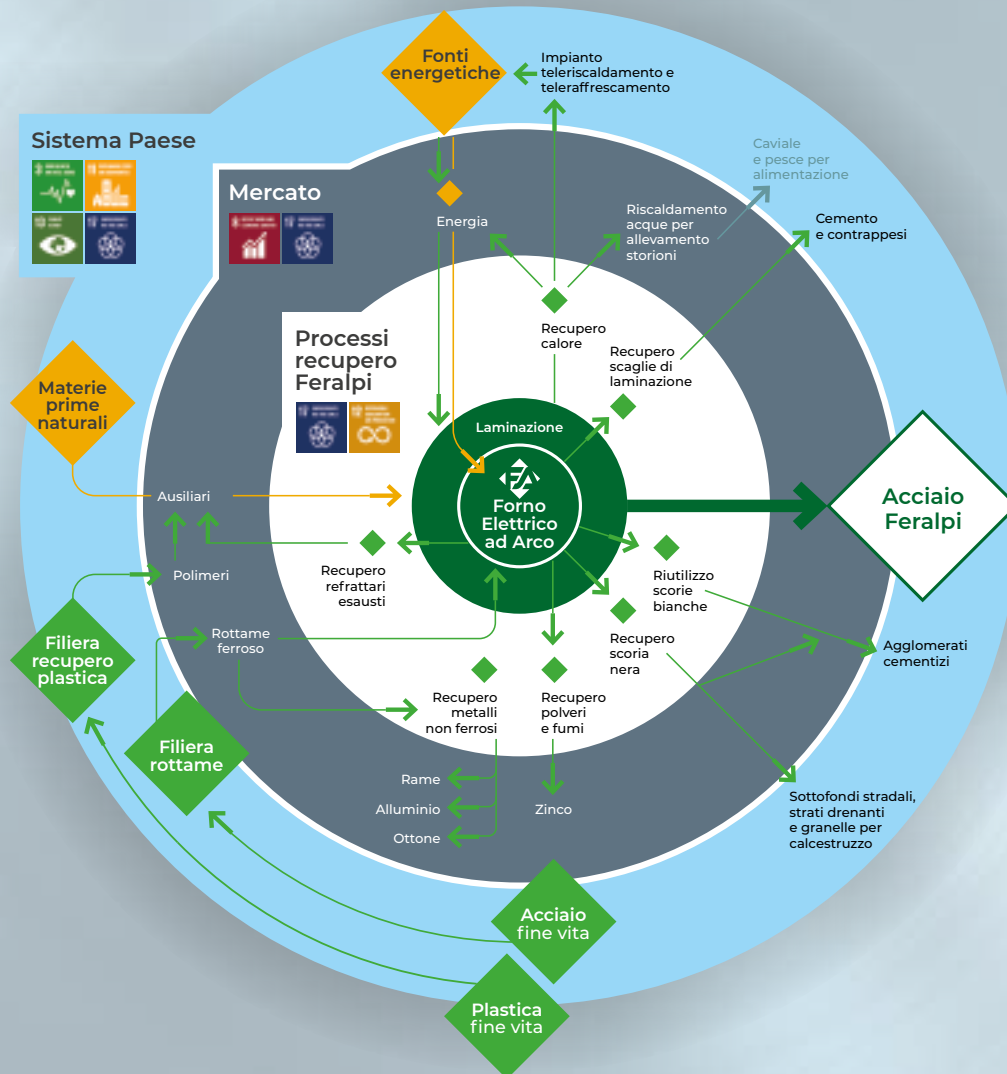 Fonti
energetiche
Impianto
teleriscaldamento e
teleraffrescamento
Sistema Paese
Mercato
Energia
Riscaldamento
acque per
allevamento
storioni
Caviale
e pesce per
alimentazione
Cemento
e contrappesi
Processi
recupero
Feralpi
Recupero
calore
Recupero
scaglie di
laminazione
Materie
prime
naturali
Laminazione
Forno
Elettrico
ad Arco
Acciaio
Feralpi
Ausiliari
Polimeri
Recupero
refrattari
esausti
Riutilizzo
scorie
bianche
Filiera
recupero
plastica
Rottame
ferroso
Recupero
scoria
nera
Agglomerati
cementizi
Recupero
metalli
non ferrosi
Recupero
polveri
e fumi
Filiera
rottame
Rame
Alluminio
Ottone
Zinco
Sottofondi stradali,
strati drenanti
e granelle per
calcestruzzo
Acciaio
fine vita
Plastica
fine vita